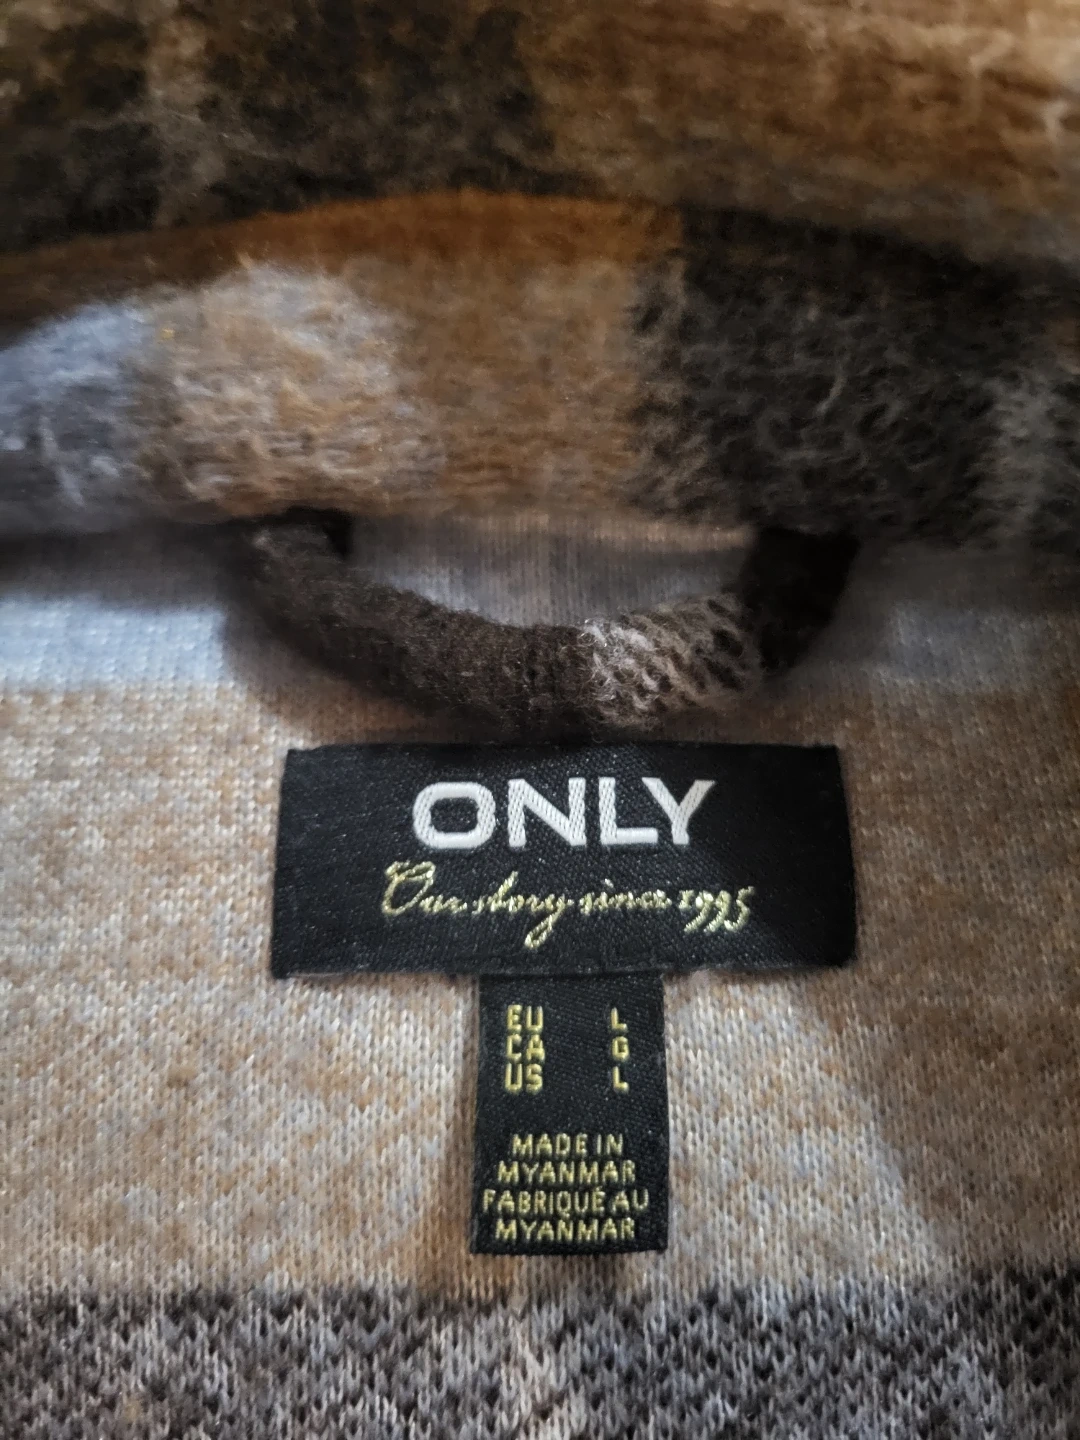 ONLY
Our story since 1995
EU L
CA G
US L
MADE IN
MYANMAR
FABRIQUÉ AU
MYANMAR